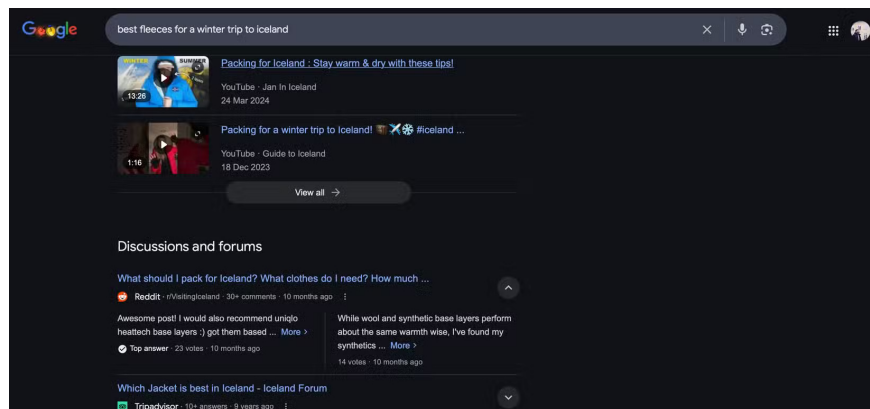 Google
best fleeces for a winter trip to iceland
WINTER SUMMER
13:26
Packing for Iceland : Stay warm & dry with these tips!
YouTube · Jan In Iceland
24 Mar 2024
1:16
Packing for a winter trip to Iceland! 🧳✈️❄️ #iceland ...
YouTube · Guide to Iceland
18 Dec 2023
View all →
Discussions and forums
What should I pack for Iceland? What clothes do I need? How much ...
Reddit · r/VisitingIceland · 30+ comments · 10 months ago
Awesome post! I would also recommend uniqlo
heattech base layers :) got them based ... More >
Top answer · 23 votes · 10 months ago
While wool and synthetic base layers perform
about the same warmth wise, I've found my
synthetics ... More >
14 votes · 10 months ago
Which Jacket is best in Iceland - Iceland Forum
Tripadvisor · 10+ answers · 9 years ago